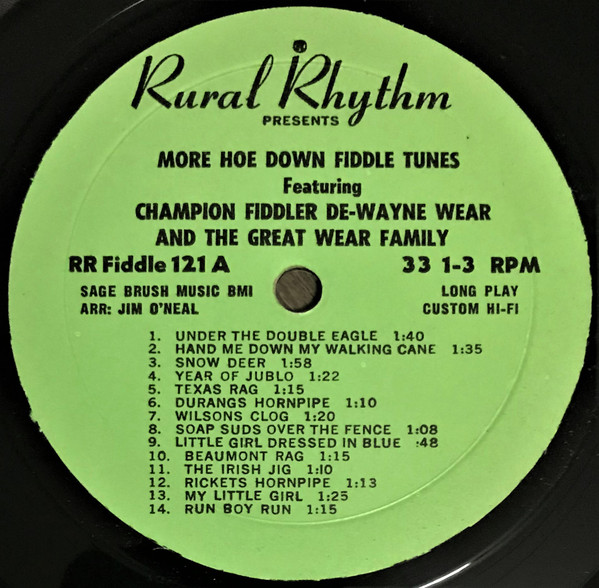 Rural Rhythm
PRESENTS
MORE HOE DOWN FIDDLE TUNES
Featuring
CHAMPION FIDDLER DE-WAYNE WEAR
AND THE GREAT WEAR FAMILY
RR Fiddle 121 A 33 1-3 RPM
SAGE BRUSH MUSIC BMI LONG PLAY
ARR: JIM O'NEAL CUSTOM HI-FI
1. UNDER THE DOUBLE EAGLE 1:40
2. HAND ME DOWN MY WALKING CANE 1:35
3. SNOW DEER 1:58
4. YEAR OF JUBLO 1:22
5. TEXAS RAG 1:15
6. DURANGS HORNPIPE 1:10
7. WILSONS CLOG 1:20
8. SOAP SUDS OVER THE FENCE 1:08
9. LITTLE GIRL DRESSED IN BLUE :48
10. BEAUMONT RAG 1:15
11. THE IRISH JIG 1:10
12. RICKETS HORNPIPE 1:13
13. MY LITTLE GIRL 1:25
14. RUN BOY RUN 1:15